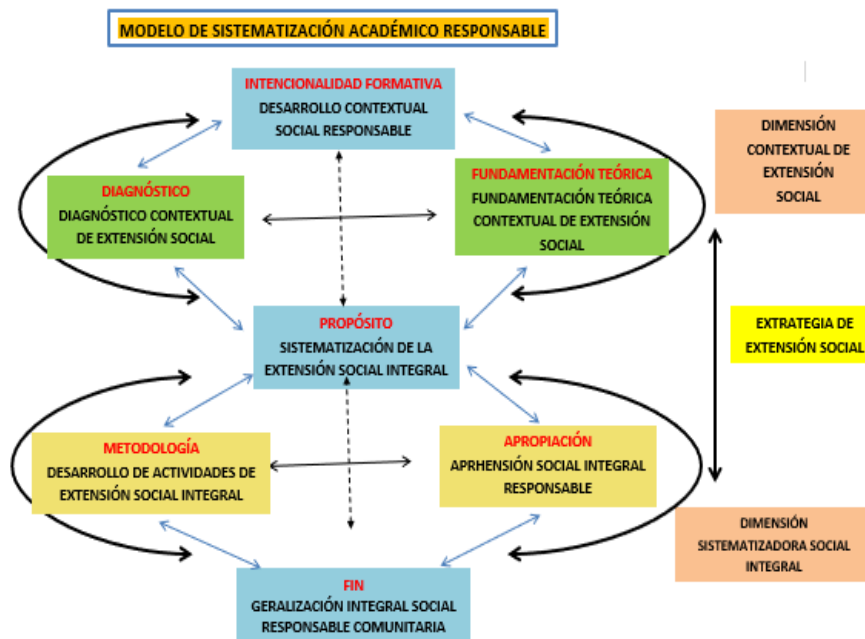 MODELO DE SISTEMATIZACIÓN ACADÉMICO RESPONSABLE
INTENCIONALIDAD FORMATIVA
DESARROLLO CONTEXTUAL
SOCIAL RESPONSABLE
DIAGNÓSTICO
DIAGNÓSTICO CONTEXTUAL
DE EXTENSIÓN SOCIAL
FUNDAMENTACIÓN TEÓRICA
FUNDAMENTACIÓN TEÓRICA
CONTEXTUAL DE EXTENSIÓN
SOCIAL
DIMENSIÓN
CONTEXTUAL DE
EXTENSIÓN
SOCIAL
PROPÓSITO
SISTEMATIZACIÓN DE LA
EXTENSIÓN SOCIAL INTEGRAL
EXTRATEGIA DE
EXTENSIÓN SOCIAL
METODOLOGÍA
DESARROLLO DE ACTIVIDADES DE
EXTENSIÓN SOCIAL INTEGRAL
APROPIACIÓN
APRHENSIÓN SOCIAL INTEGRAL
RESPONSABLE
DIMENSIÓN
SISTEMATIZADORA SOCIAL
INTEGRAL
FIN
GERALIZACIÓN INTEGRAL SOCIAL
RESPONSABLE COMUNITARIA